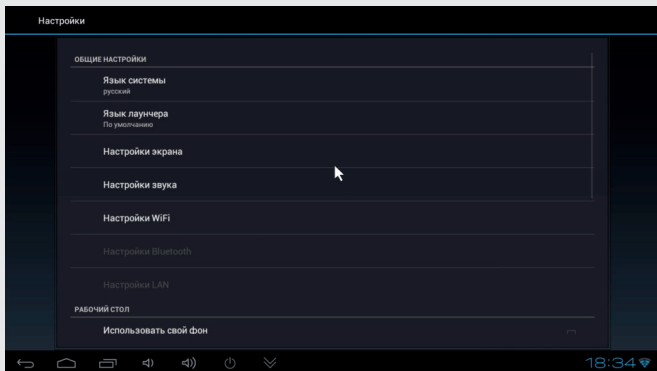 Настройки
ОБЩИЕ НАСТРОЙКИ
Язык системы
русский
Язык лаунчера
По умолчанию
Настройки экрана
Настройки звука
Настройки WiFi
Настройки Bluetooth
Настройки LAN
РАБОЧИЙ СТОЛ
Использовать свой фон
18:34